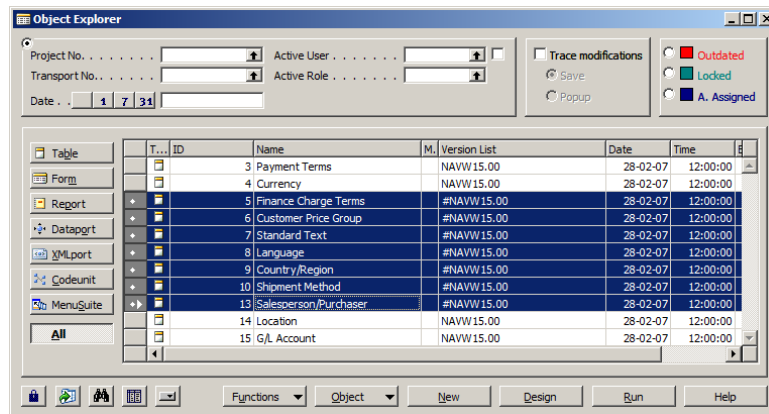 Object Explorer
Project No. . . . . . . . Active User . . . . . . . Trace modifications Outdated
Transport No.. . . . . Active Role . . . . . . . Save Locked
Date . . 1 7 31 Popup A. Assigned
T... ID Name M. Version List Date Time
Table
3 Payment Terms NAVW15.00 28-02-07 12:00:00
Form
4 Currency NAVW15.00 28-02-07 12:00:00
Report
5 Finance Charge Terms #NAVW15.00 28-02-07 12:00:00
6 Customer Price Group #NAVW15.00 28-02-07 12:00:00
Dataport
7 Standard Text #NAVW15.00 28-02-07 12:00:00
XMLport
8 Language #NAVW15.00 28-02-07 12:00:00
9 Country/Region #NAVW15.00 28-02-07 12:00:00
Codeunit
10 Shipment Method #NAVW15.00 28-02-07 12:00:00
MenuSuite
13 Salesperson/Purchaser #NAVW15.00 28-02-07 12:00:00
All
14 Location NAVW15.00 28-02-07 12:00:00
15 G/L Account NAVW15.00 28-02-07 12:00:00
Functions Object New Design Run Help